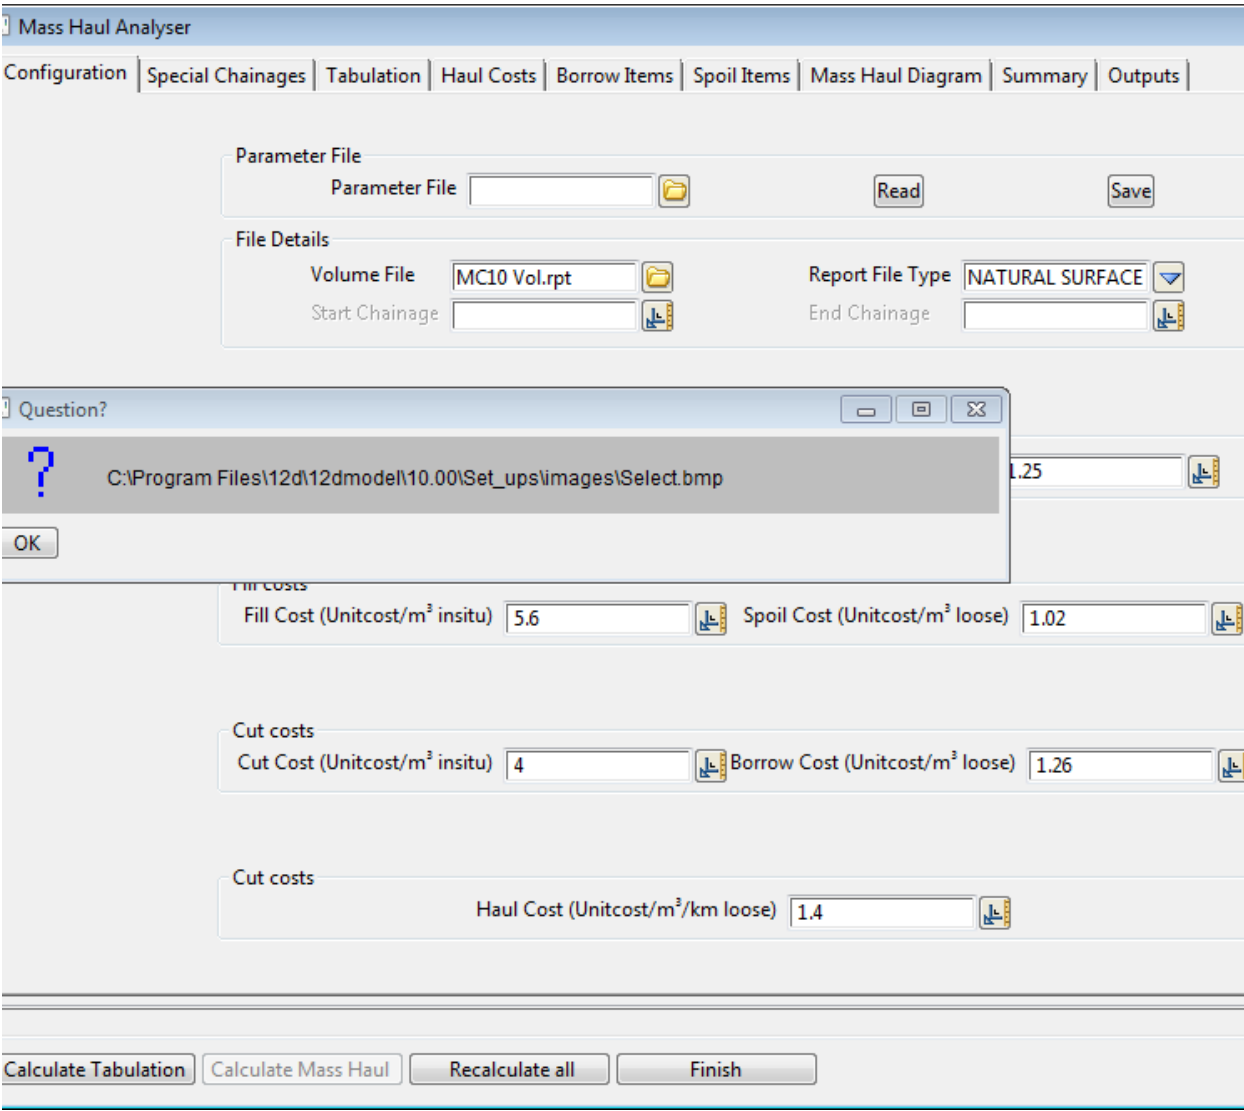 Mass Haul Analyser
Configuration Special Chainages Tabulation Haul Costs Borrow Items Spoil Items Mass Haul Diagram Summary Outputs
Parameter File
Parameter File Read Save
File Details
Volume File MC10 Vol.rpt Report File Type NATURAL SURFACE
Start Chainage End Chainage
Question?
?
C:\Program Files\12d\12dmodel\10.00\Set_ups\images\Select.bmp
1.25
OK
Fill costs
Fill Cost (Unitcost/m³ insitu) 5.6 Spoil Cost (Unitcost/m³ loose) 1.02
Cut costs
Cut Cost (Unitcost/m³ insitu) 4 Borrow Cost (Unitcost/m³ loose) 1.26
Cut costs
Haul Cost (Unitcost/m³/km loose) 1.4
Calculate Tabulation Calculate Mass Haul Recalculate all Finish